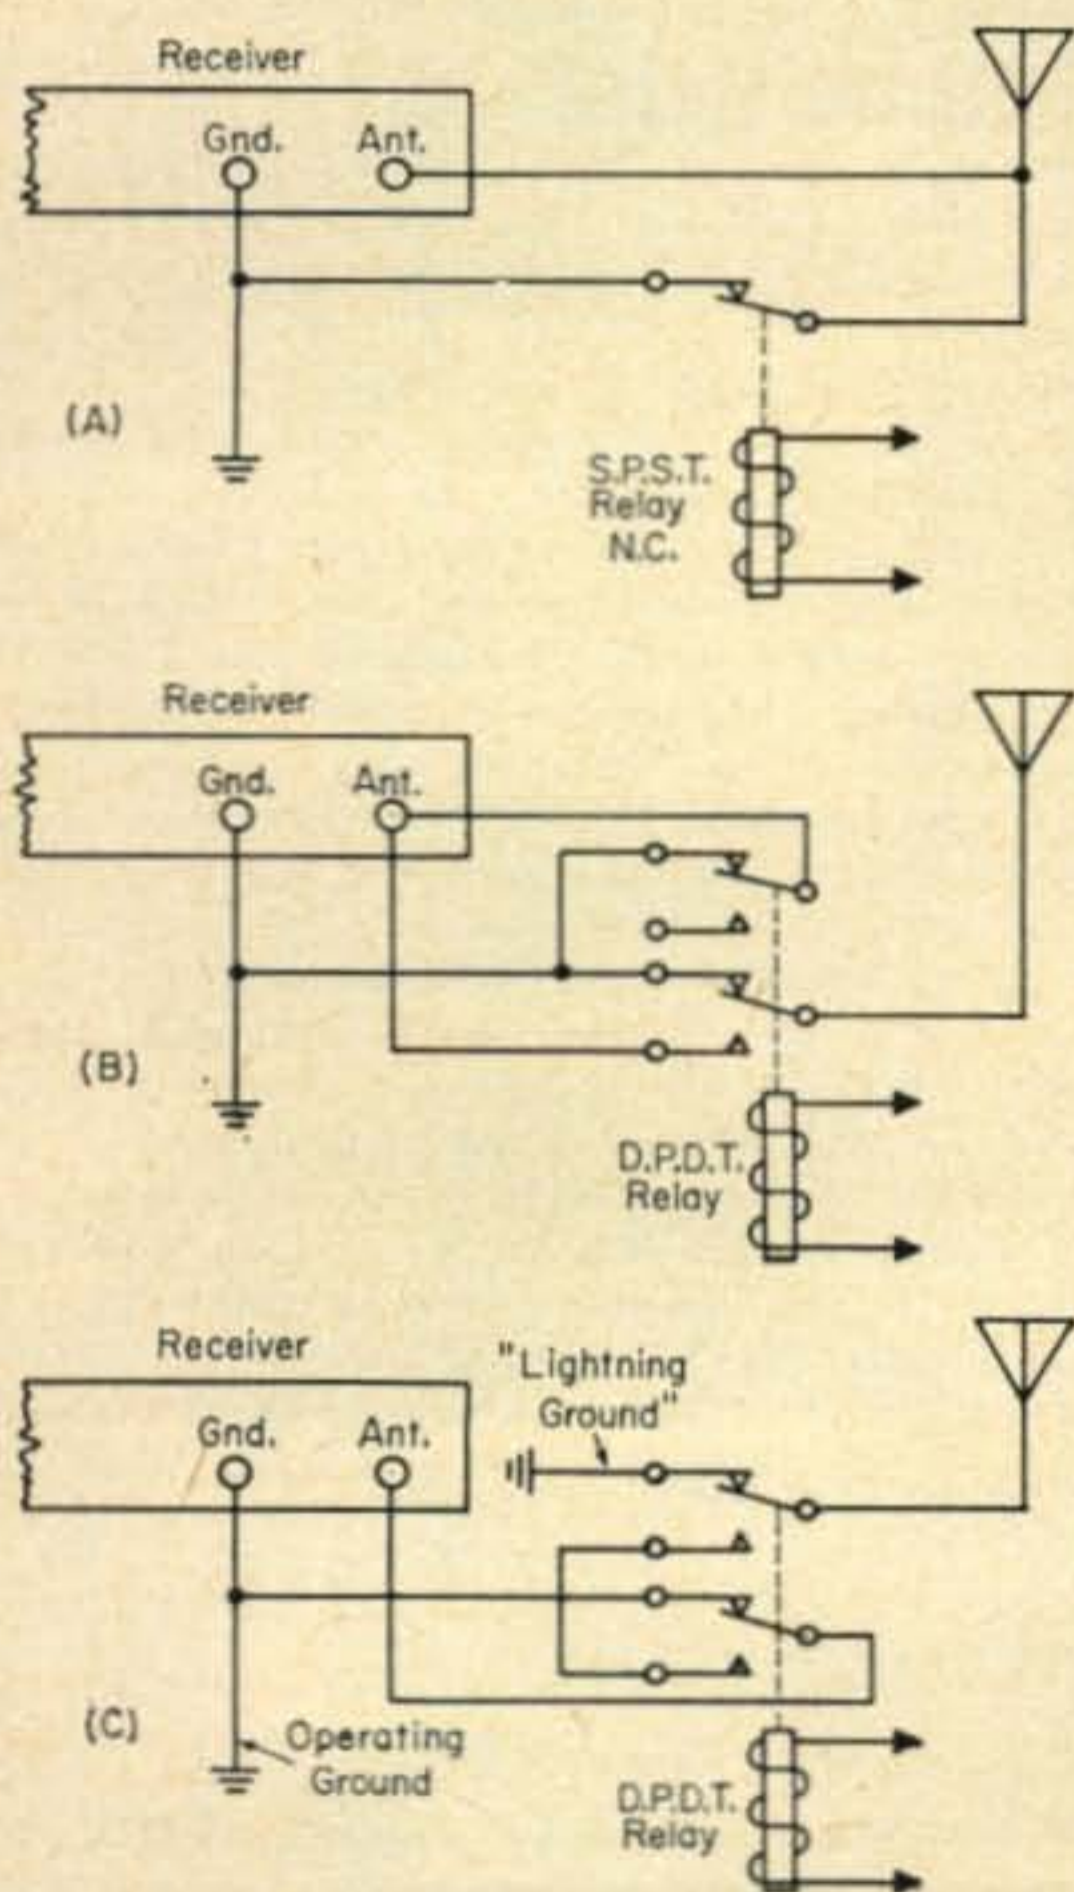 Receiver
Gnd. Ant.
(A)
S.P.S.T.
Relay
N.C.
Receiver
Gnd. Ant.
(B)
D.P.D.T.
Relay
Receiver
"Lightning
Ground"
Gnd. Ant.
(C)
Operating
Ground
D.P.D.T.
Relay